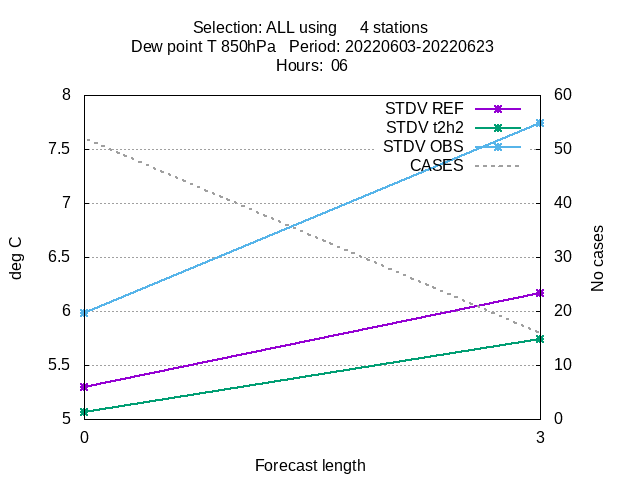 Selection: ALL using 4 stations
Dew point T 850hPa Period: 20220603-20220623
Hours: 06
8 60
STDV REF
STDV t2h2
7.5 STDV OBS 50
CASES
7 40
6.5 30
deg C No cases
6 20
5.5 10
5 0
0 3
Forecast length